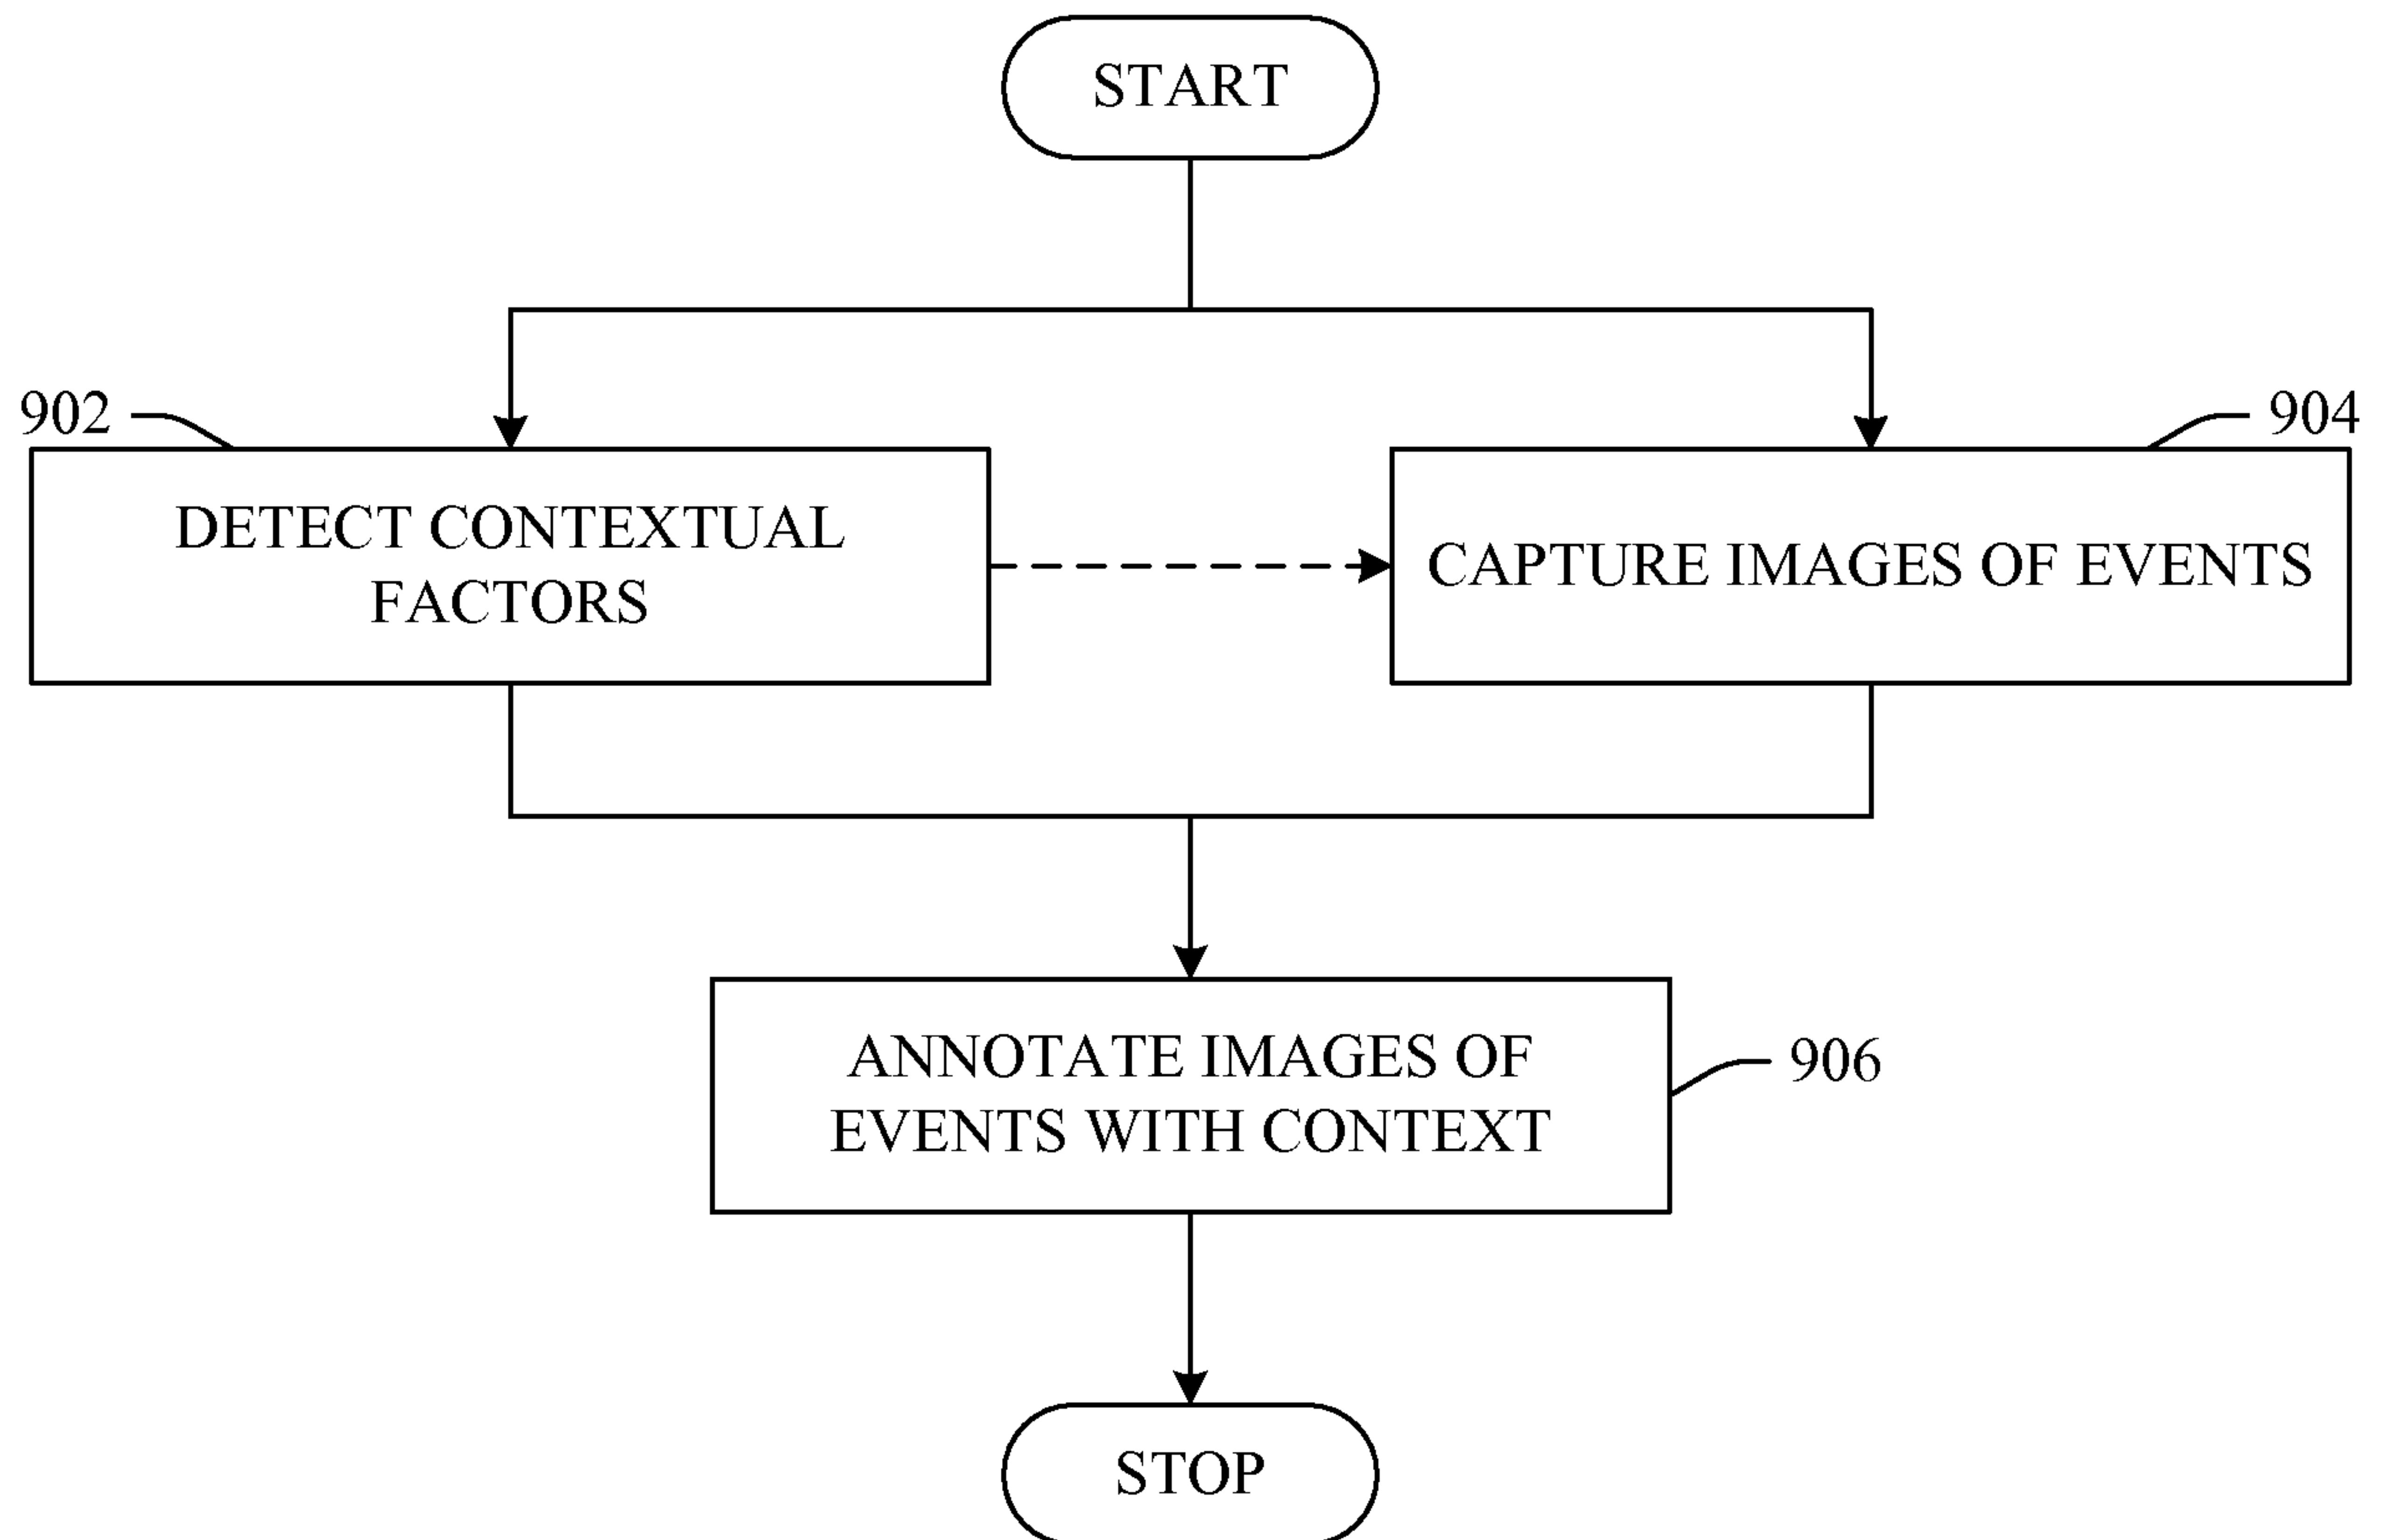 START
902
904
DETECT CONTEXTUAL
FACTORS
CAPTURE IMAGES OF EVENTS
ANNOTATE IMAGES OF
EVENTS WITH CONTEXT
906
STOP